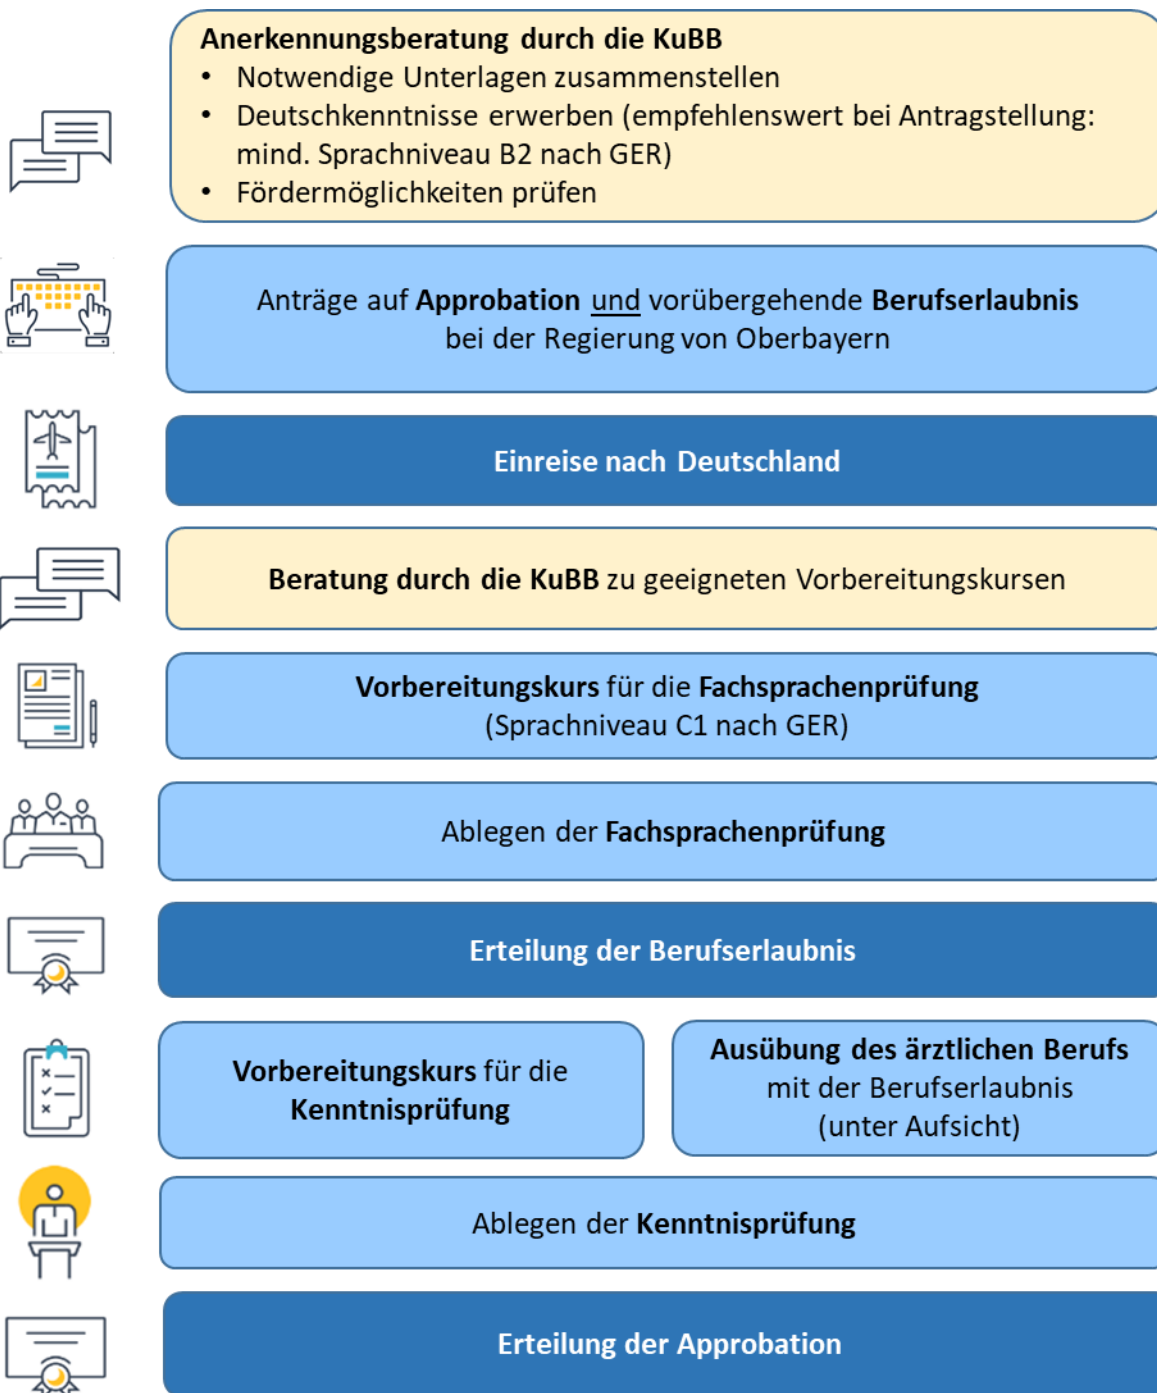 Anerkennungsberatung durch die KuBB
• Notwendige Unterlagen zusammenstellen
• Deutschkenntnisse erwerben (empfehlenswert bei Antragstellung:
mind. Sprachniveau B2 nach GER)
• Fördermöglichkeiten prüfen
Anträge auf Approbation und vorübergehende Berufserlaubnis
bei der Regierung von Oberbayern
Einreise nach Deutschland
Beratung durch die KuBB zu geeigneten Vorbereitungskursen
Vorbereitungskurs für die Fachsprachenprüfung
(Sprachniveau C1 nach GER)
Ablegen der Fachsprachenprüfung
Erteilung der Berufserlaubnis
Vorbereitungskurs für die
Kenntnisprüfung
Ausübung des ärztlichen Berufs
mit der Berufserlaubnis
(unter Aufsicht)
Ablegen der Kenntnisprüfung
Erteilung der Approbation